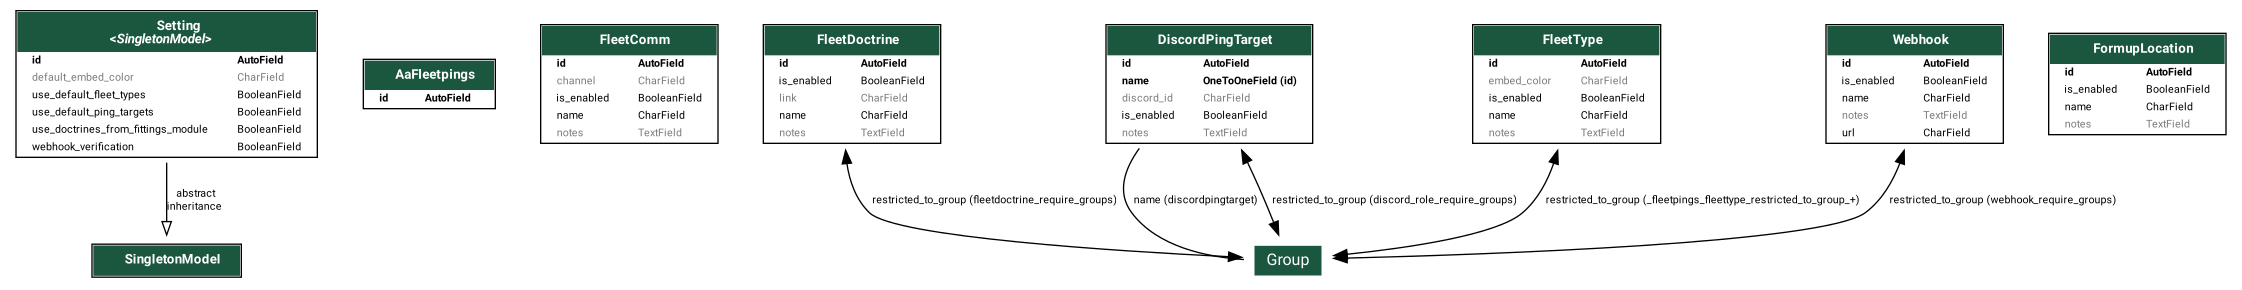 Setting
<SingletonModel>
id AutoField
default_embed_color CharField
use_default_fleet_types BooleanField
use_default_ping_targets BooleanField
use_doctrines_from_fittings_module BooleanField
webhook_verification BooleanField
AaFleetpings
id AutoField
FleetComm
id AutoField
channel CharField
is_enabled BooleanField
name CharField
notes TextField
FleetDoctrine
id AutoField
is_enabled BooleanField
link CharField
name CharField
notes TextField
DiscordPingTarget
id AutoField
name OneToOneField (id)
discord_id CharField
is_enabled BooleanField
notes TextField
FleetType
id AutoField
embed_color CharField
is_enabled BooleanField
name CharField
notes TextField
Webhook
id AutoField
is_enabled BooleanField
name CharField
notes TextField
url CharField
FormupLocation
id AutoField
is_enabled BooleanField
name CharField
notes TextField
abstract
inheritance
restricted_to_group (fleetdoctrine_require_groups)
name (discordpingtarget)
restricted_to_group (discord_role_require_groups)
restricted_to_group (_fleetpings_fleettype_restricted_to_group_+)
restricted_to_group (webhook_require_groups)
SingletonModel
Group